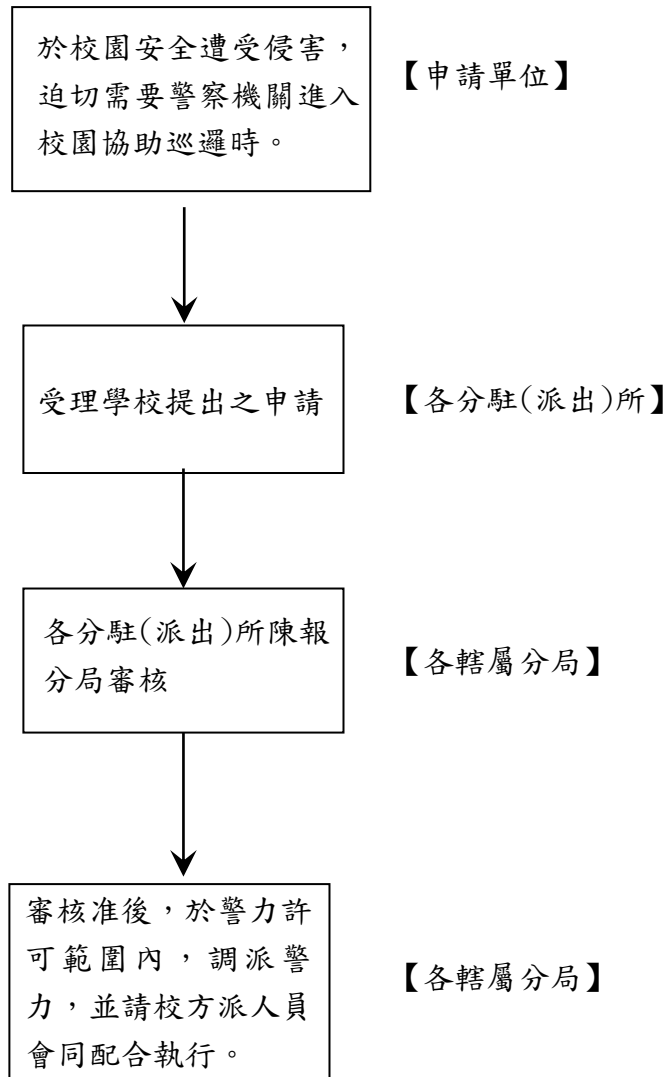 於校園安全遭受侵害，
迫切需要警察機關進入
校園協助巡邏時。
【申請單位】
受理學校提出之申請
【各分駐(派出)所】
各分駐(派出)所陳報
分局審核
【各轄屬分局】
審核准後，於警力許
可範圍內，調派警
力，並請校方派人員
會同配合執行。
【各轄屬分局】